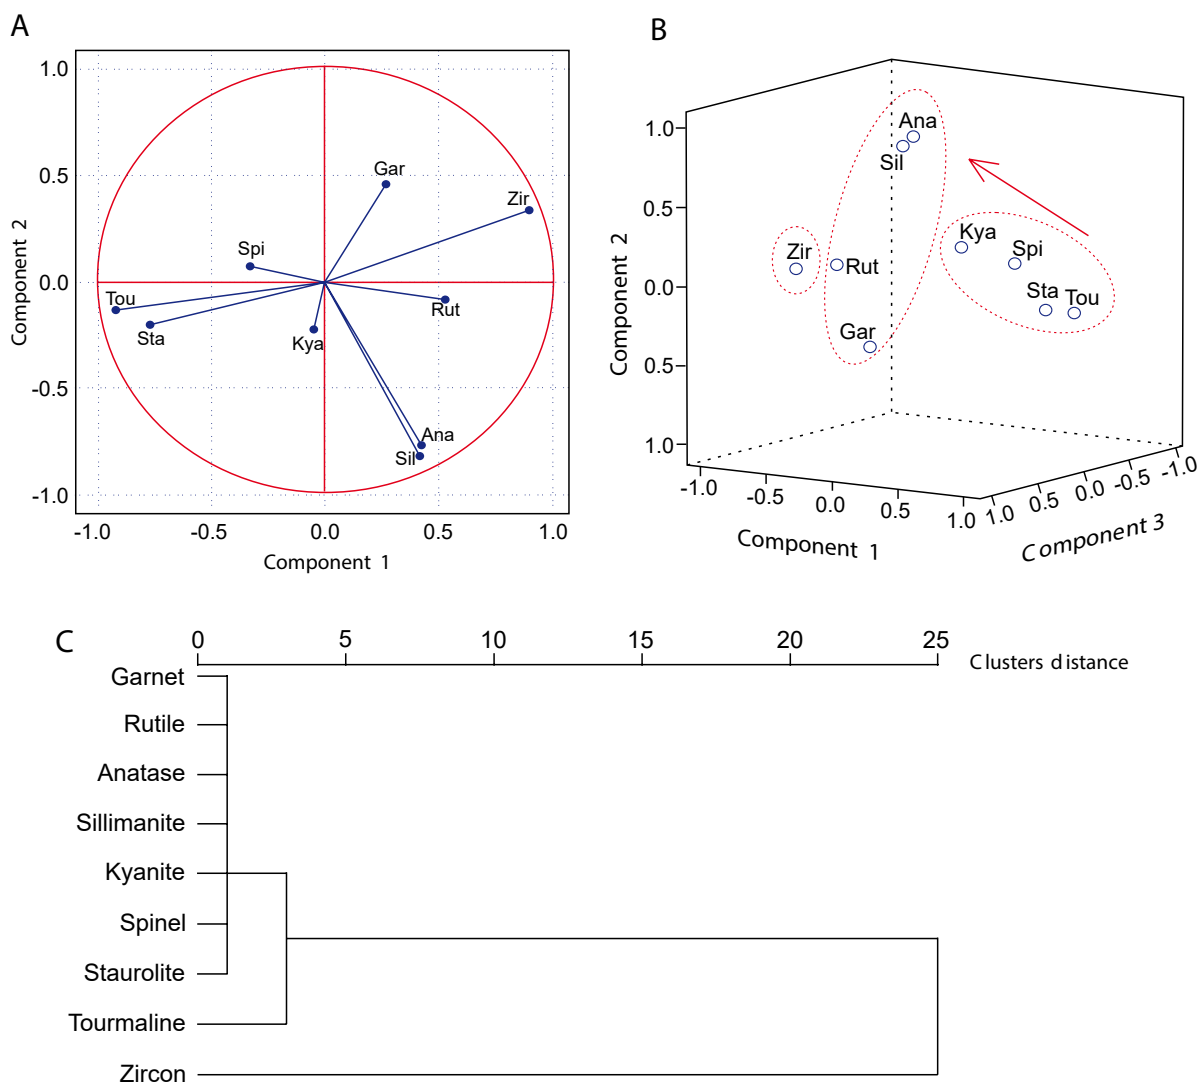 A
1.0
0.5
0.0
-0.5
-1.0
Component 2
Gar
Zir
Spi
Tou
Sta
Kya
Rut
Ana
Sil
-1.0 -0.5 0.0 0.5 1.0
Component 1
B
1.0
0.5
0.0
0.5
1.0
Component 2
Ana
Sil
Kya
Spi
Zir
Rut
Sta
Tou
Gar
-1.0 -0.5 0.0 0.5 1.0
Component 1
1.0 0.5 0.0 -0.5 -1.0
Component 3
C
0 5 10 15 20 25
Clusters distance
Garnet
Rutile
Anatase
Sillimanite
Kyanite
Spinel
Staurolite
Tourmaline
Zircon